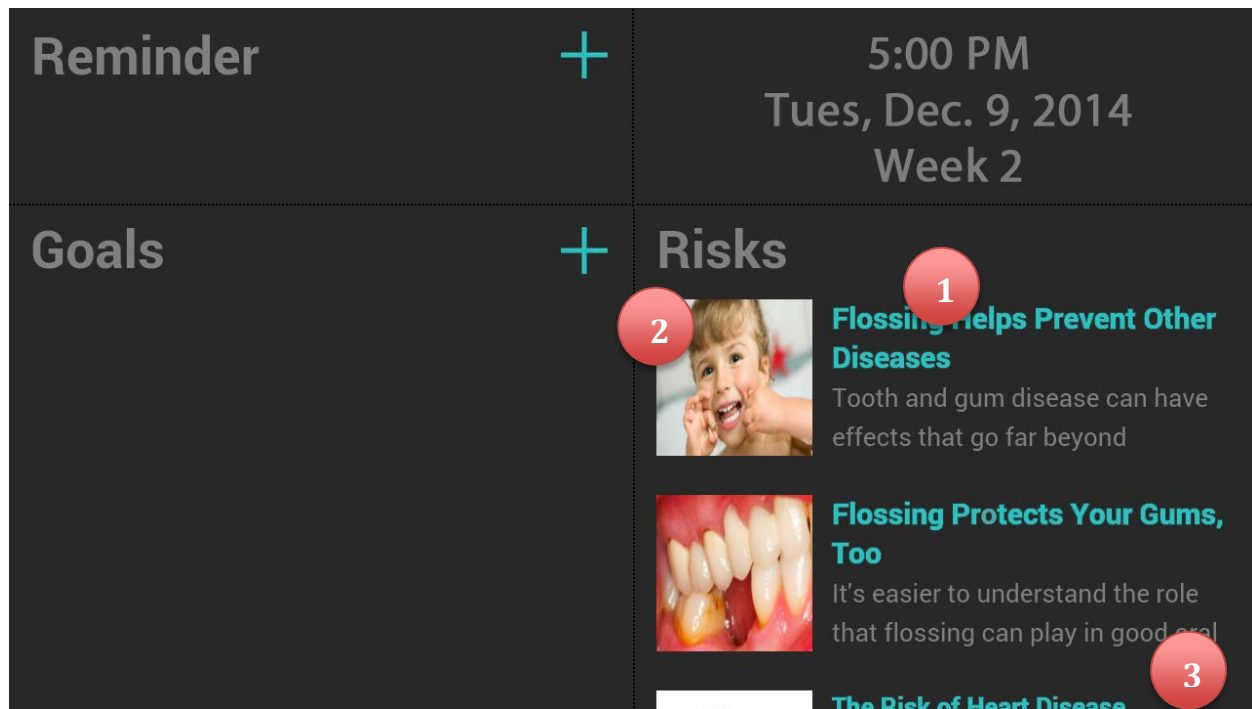 Reminder
5:00 PM
Tues, Dec. 9, 2014
Week 2
Goals
Risks
1
2
Flossing Helps Prevent Other
Diseases
Tooth and gum disease can have
effects that go far beyond
Flossing Protects Your Gums,
Too
It's easier to understand the role
that flossing can play in good oral
3
The Risk of Heart Disease